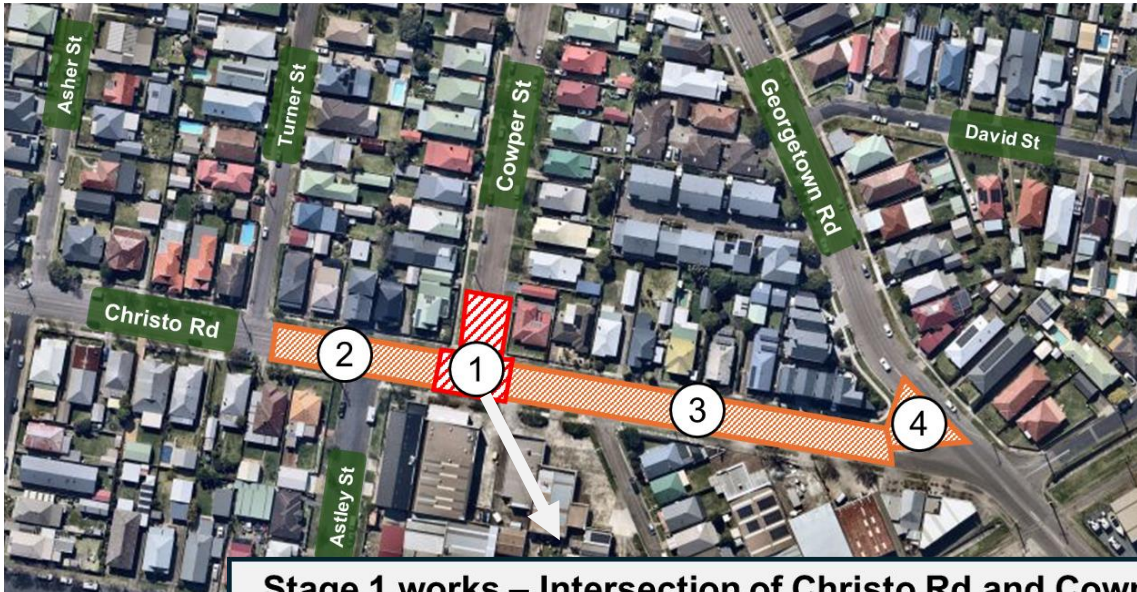 Asher St
Turner St
Cowper St
Georgetown Rd
David St
Christo Rd
2
1
3
4
Astley St
Stage 1 works – Intersection of Christo Rd and